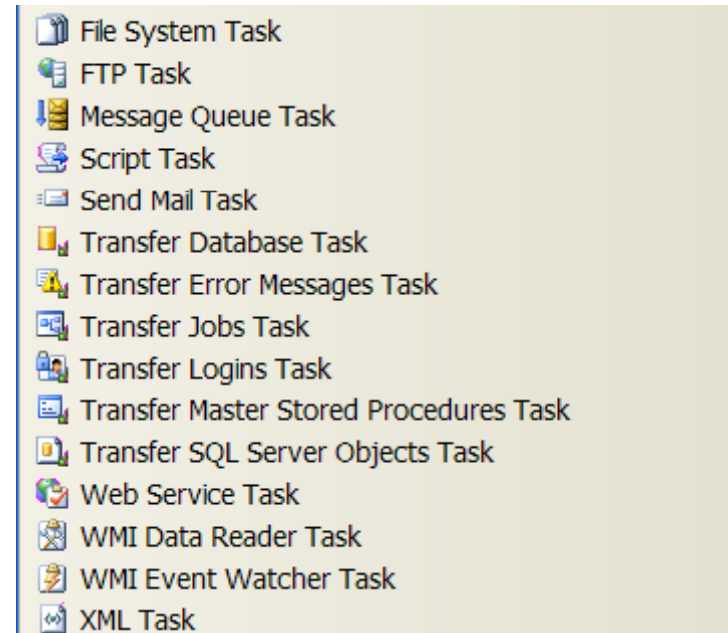 File System Task
FTP Task
Message Queue Task
Script Task
Send Mail Task
Transfer Database Task
Transfer Error Messages Task
Transfer Jobs Task
Transfer Logins Task
Transfer Master Stored Procedures Task
Transfer SQL Server Objects Task
Web Service Task
WMI Data Reader Task
WMI Event Watcher Task
XML Task